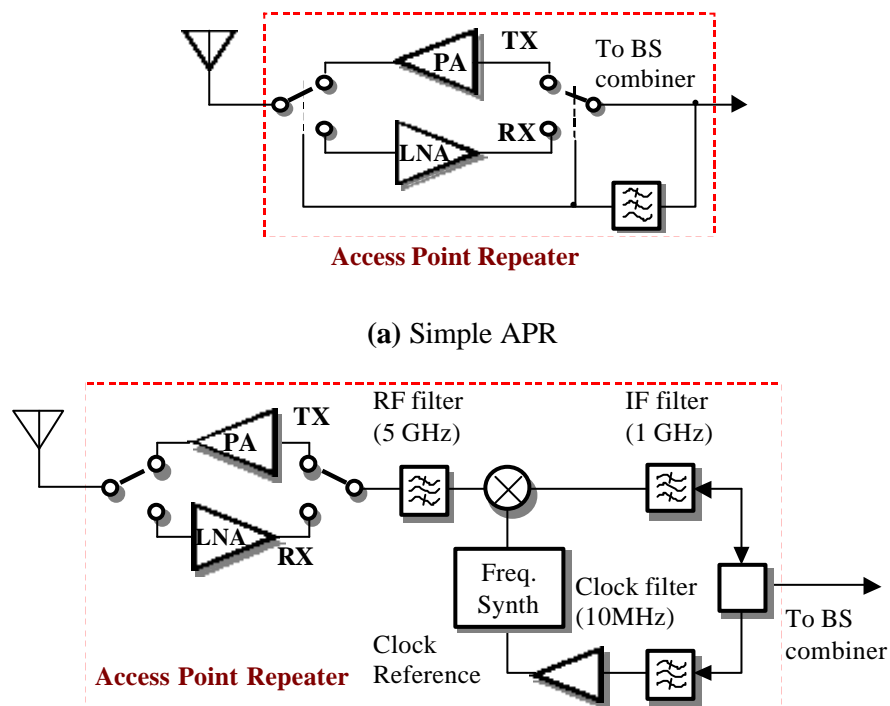 TX
To BS
combiner
PA
RX
LNA
Access Point Repeater
(a) Simple APR
RF filter
(5 GHz)
IF filter
(1 GHz)
TX
PA
LNA
RX
Freq.
Synth
Clock filter
(10MHz)
To BS
combiner
Clock
Reference
Access Point Repeater